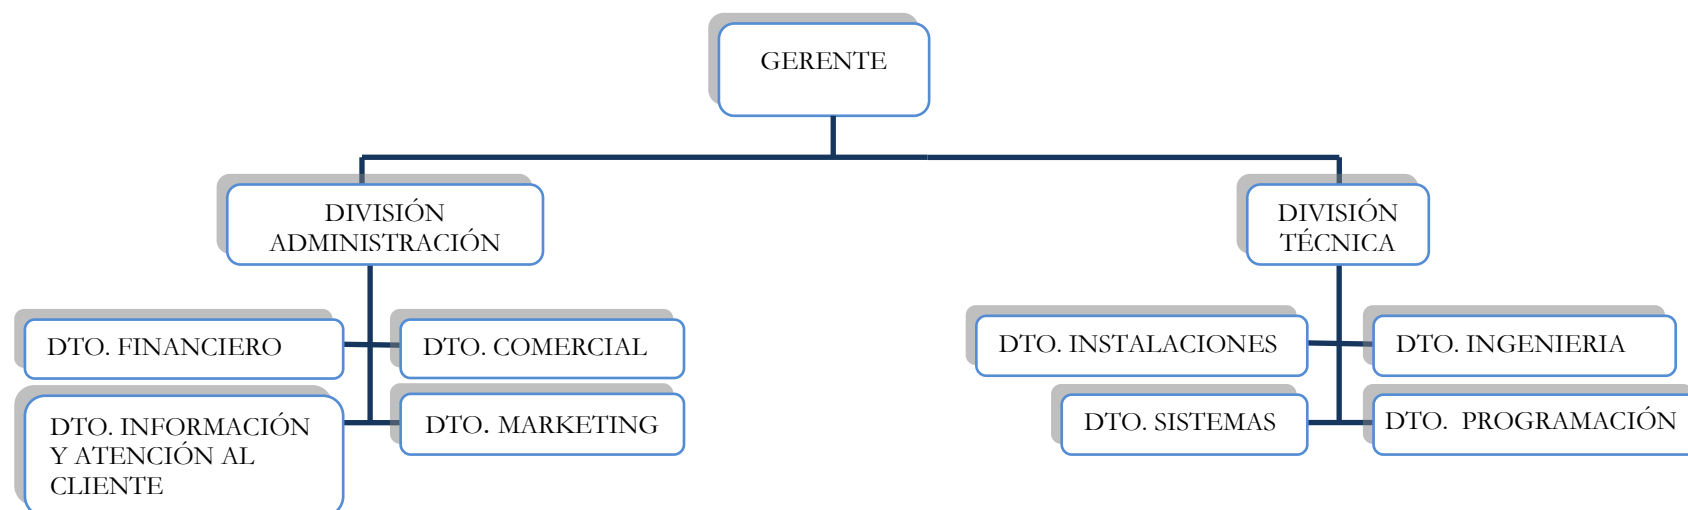 GERENTE
DIVISIÓN
ADMINISTRACIÓN
DIVISIÓN
TÉCNICA
DTO. FINANCIERO
DTO. COMERCIAL
DTO. INSTALACIONES
DTO. INGENIERIA
DTO. INFORMACIÓN
Y ATENCIÓN AL
CLIENTE
DTO. MARKETING
DTO. SISTEMAS
DTO. PROGRAMACIÓN